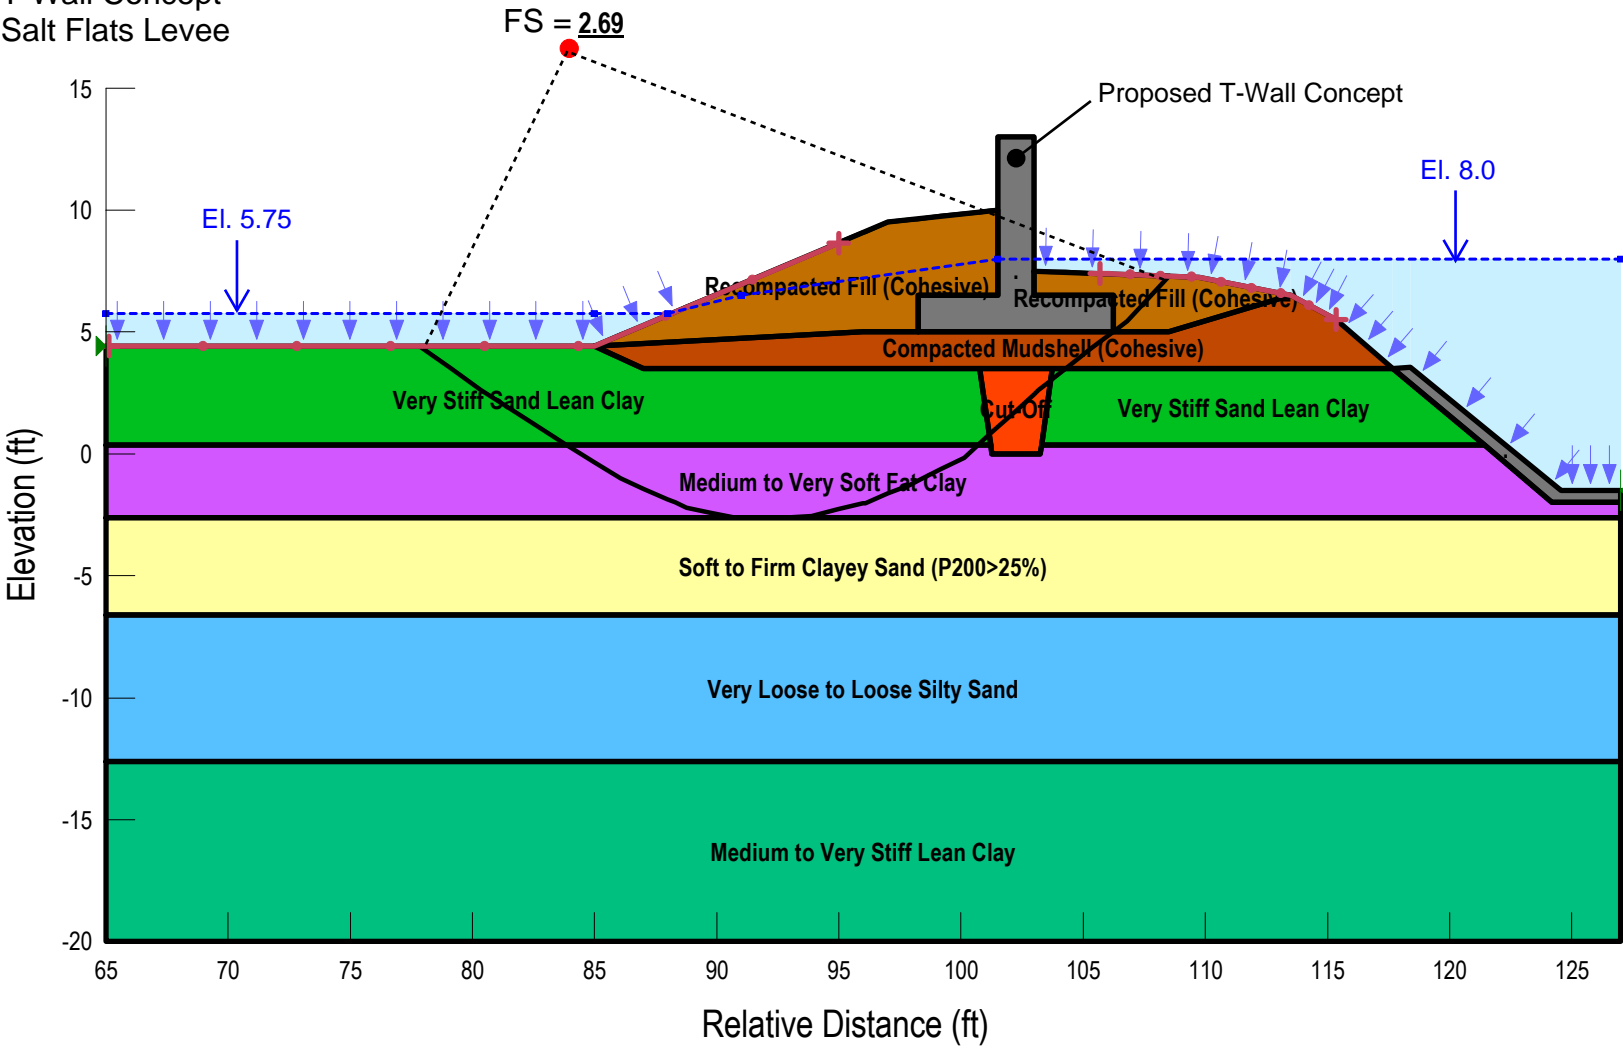 T-Wall Concept
Salt Flats Levee
FS = 2.69
15
Proposed T-Wall Concept
El. 8.0
10
El. 5.75
Recompacted Fill (Cohesive)
Recompacted Fill (Cohesive)
5
Compacted Mudshell (Cohesive)
Very Stiff Sand Lean Clay
Cut-Off
Very Stiff Sand Lean Clay
0
Medium to Very Soft Fat Clay
Elevation (ft)
-5
Soft to Firm Clayey Sand (P200>25%)
-10
Very Loose to Loose Silty Sand
-15
Medium to Very Stiff Lean Clay
-20
65 70 75 80 85 90 95 100 105 110 115 120 125
Relative Distance (ft)